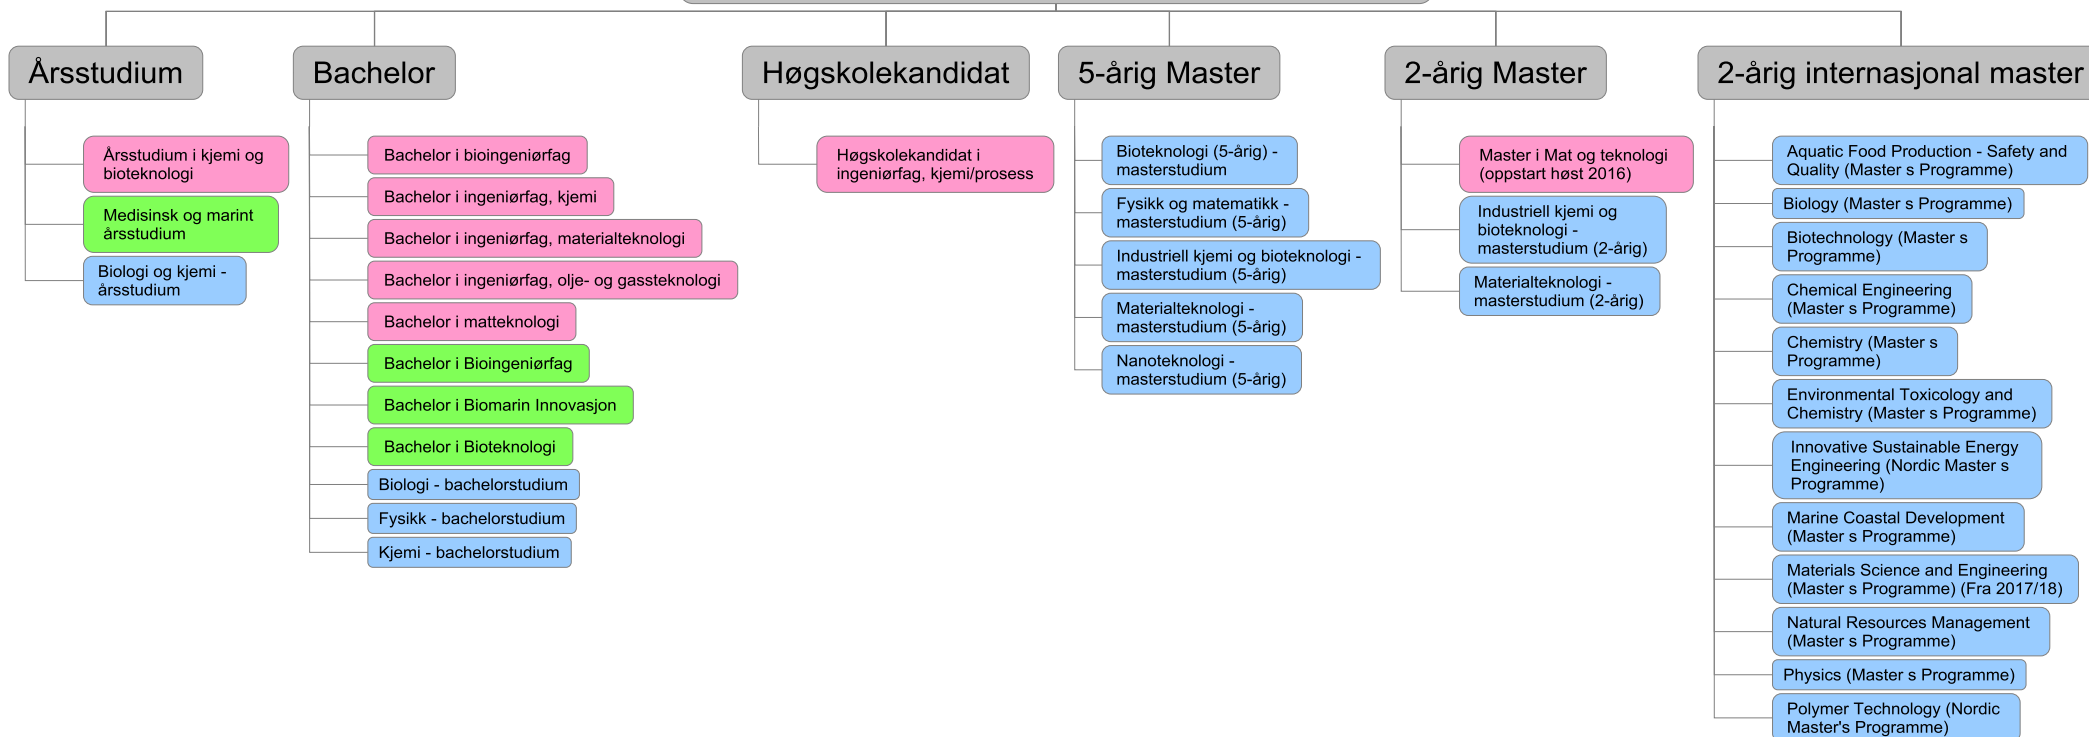 Årsstudium
Årsstudium i kjemi og
bioteknologi
Medisinsk og marint
årsstudium
Biologi og kjemi -
årsstudium
Bachelor
Bachelor i bioingeniørfag
Bachelor i ingeniørfag, kjemi
Bachelor i ingeniørfag, materialteknologi
Bachelor i ingeniørfag, olje- og gassteknologi
Bachelor i matteknologi
Bachelor i Bioingeniørfag
Bachelor i Biomarin Innovasjon
Bachelor i Bioteknologi
Biologi - bachelorstudium
Fysikk - bachelorstudium
Kjemi - bachelorstudium
Høgskolekandidat
Høgskolekandidat i
ingeniørfag, kjemi/prosess
5-årig Master
Bioteknologi (5-årig) -
masterstudium
Fysikk og matematikk -
masterstudium (5-årig)
Industriell kjemi og bioteknologi -
masterstudium (5-årig)
Materialteknologi -
masterstudium (5-årig)
Nanoteknologi -
masterstudium (5-årig)
2-årig Master
Master i Mat og teknologi
(oppstart høst 2016)
Industriell kjemi og
bioteknologi -
masterstudium (2-årig)
Materialteknologi -
masterstudium (2-årig)
2-årig internasjonal master
Aquatic Food Production - Safety and
Quality (Master s Programme)
Biology (Master s Programme)
Biotechnology (Master s
Programme)
Chemical Engineering
(Master s Programme)
Chemistry (Master s
Programme)
Environmental Toxicology and
Chemistry (Master s Programme)
Innovative Sustainable Energy
Engineering (Nordic Master s
Programme)
Marine Coastal Development
(Master s Programme)
Materials Science and Engineering
(Master s Programme) (Fra 2017/18)
Natural Resources Management
(Master s Programme)
Physics (Master s Programme)
Polymer Technology (Nordic
Master's Programme)